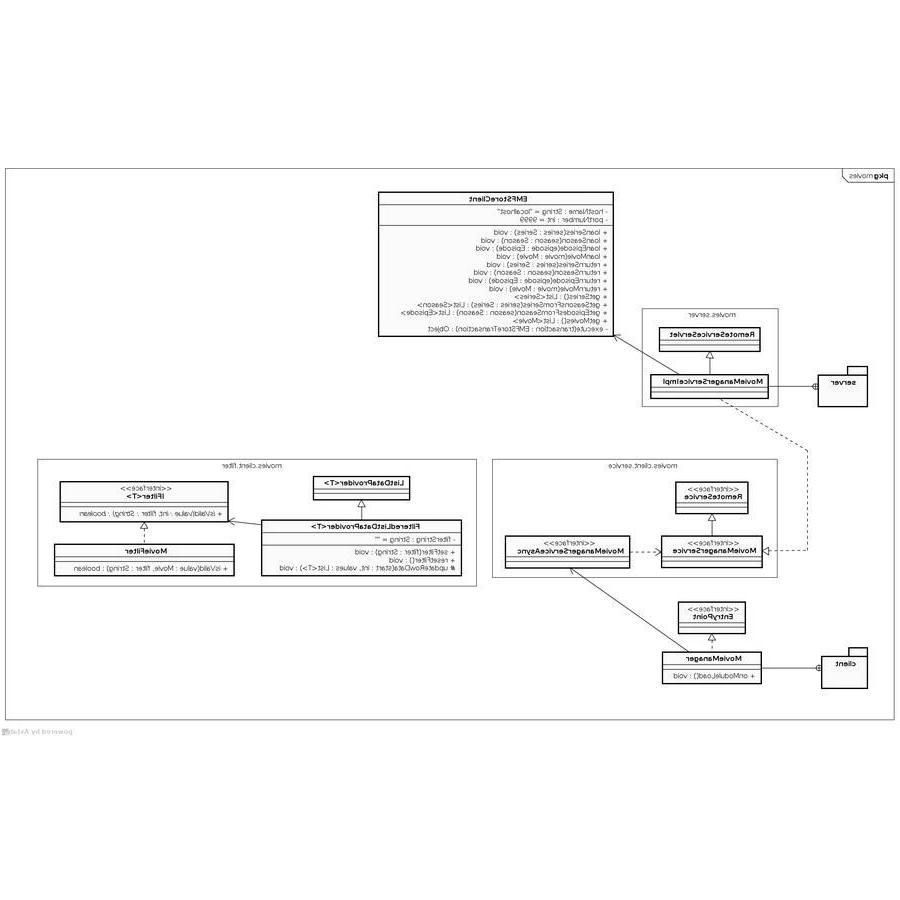 pkg movies
EMFStoreClient
- hostName : String = "localhost"
- portNumber : int = 9999
+ loanSeries(series : Series) : void
+ loanSeason(season : Season) : void
+ loanEpisode(episode : Episode) : void
+ loanMovie(movie : Movie) : void
+ returnSeries(series : Series) : void
+ returnSeason(season : Season) : void
+ returnEpisode(episode : Episode) : void
+ returnMovie(movie : Movie) : void
+ getSeries() : List<Series>
+ getSeasonsFromSeries(series : Series) : List<Season>
+ getEpisodesFromSeason(season : Season) : List<Episode>
+ getMovies() : List<Movie>
- execute(transaction : EMFStoreTransaction) : Object
movies.server
RemoteServiceServlet
MovieManagerServiceImpl
server
movies.client.service
<<interface>>
RemoteService
<<interface>>
MovieManagerService
<<interface>>
MovieManagerServiceAsync
movies.client.filter
ListDataProvider<T>
<<interface>>
IFilter<T>
+ isValid(value : T, filter : String) : boolean
FilteredListDataProvider<T>
- filterString : String = ""
+ setFilter(filter : String) : void
+ resetFilter() : void
# updateRowData(start : int, values : List<T>) : void
MovieFilter
+ isValid(value : Movie, filter : String) : boolean
<<interface>>
EntryPoint
MovieManager
+ onModuleLoad() : void
client
powered by Astah